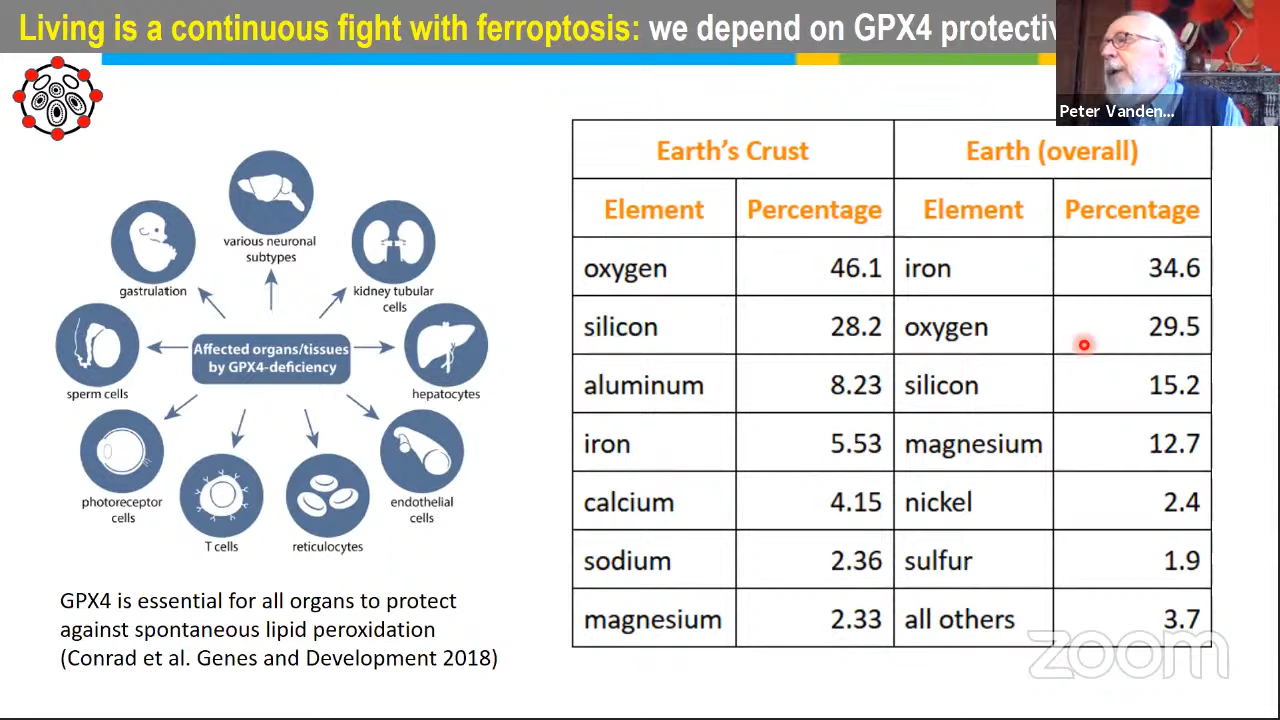 Living is a continuous fight with ferroptosis: we depend on GPX4
Peter Vanden...
various neuronal
subtypes
gastrulation
kidney tubular
cells
Affected organs/tissues
by GPX4-deficiency
sperm cells
hepatocytes
photoreceptor
cells
endothelial
cells
T cells
reticulocytes
GPX4 is essential for all organs to protect
against spontaneous lipid peroxidation
(Conrad et al. Genes and Development 2018)
Earth's Crust Earth (overall)
Element Percentage Element Percentage
oxygen 46.1 iron 34.6
silicon 28.2 oxygen 29.5
aluminum 8.23 silicon 15.2
iron 5.53 magnesium 12.7
calcium 4.15 nickel 2.4
sodium 2.36 sulfur 1.9
magnesium 2.33 all others 3.7
zoom